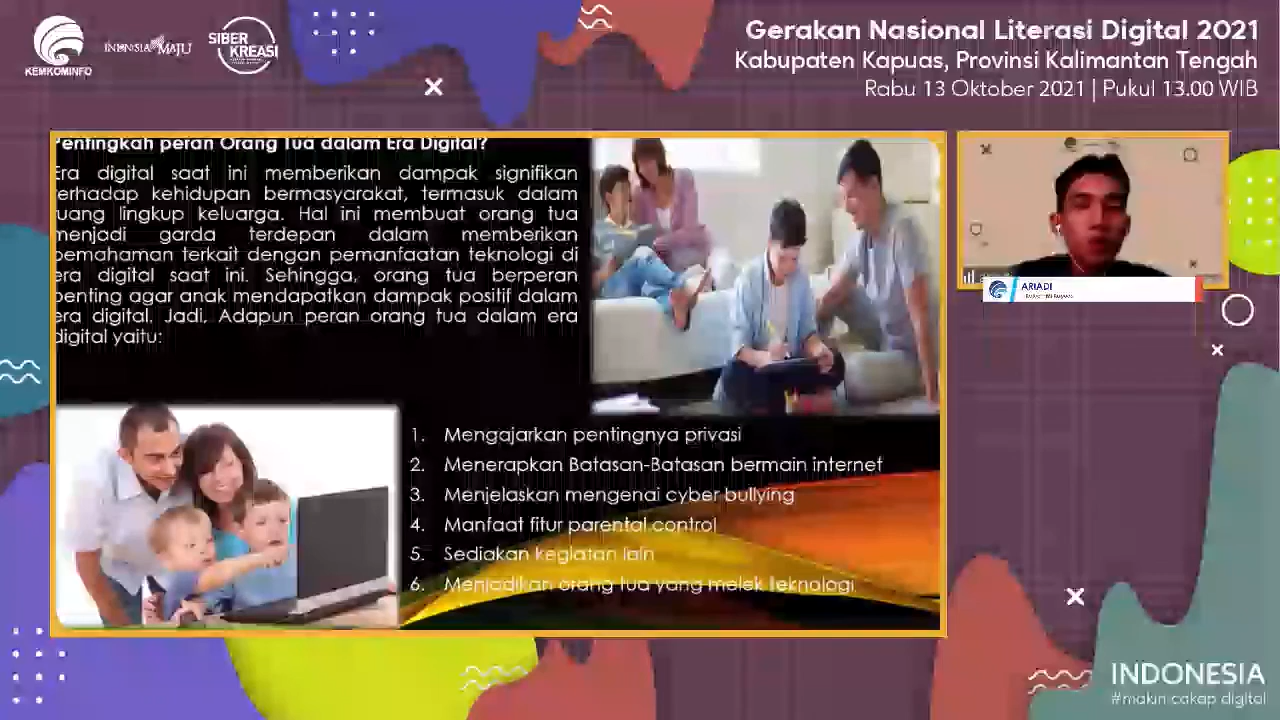 KEMKOMINFO
INDONESIA MAJU
SIBER
KREASI
Gerakan Nasional Literasi Digital 2021
Kabupaten Kapuas, Provinsi Kalimantan Tengah
Rabu 13 Oktober 2021 | Pukul 13.00 WIB
Pentingkah peran Orang Tua dalam Era Digital?
Era digital saat ini memberikan dampak signifikan
terhadap kehidupan bermasyarakat, termasuk dalam
ruang lingkup keluarga. Hal ini membuat orang tua
menjadi garda terdepan dalam memberikan
pemahaman terkait dengan pemanfaatan teknologi di
era digital saat ini. Sehingga, orang tua berperan
penting agar anak mendapatkan dampak positif dalam
era digital. Jadi, Adapun peran orang tua dalam era
digital yaitu:
1. Mengajarkan pentingnya privasi
2. Menerapkan Batasan-Batasan bermain internet
3. Menjelaskan mengenai cyber bullying
4. Manfaat fitur parental control
5. Sediakan kegiatan lain
6. Menjadikan orang tua yang melek teknologi
ARIADI
INDONESIA
#makin cakap digital